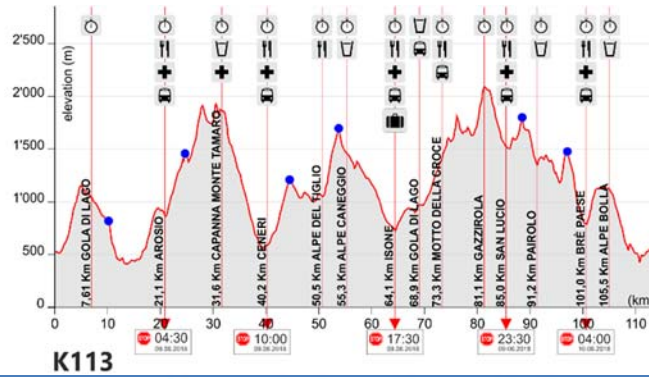 2'500
2'000
1'500
1'000
500
0
elevation (m)
7,61 Km GOLA DI LAGO
21,1 Km AROSIO
31,6 Km CAPANNA MONTE TAMARO
40,2 Km CENERI
50,5 Km ALPE DEL TIGLIO
55,3 Km ALPE CANEGGIO
64,1 Km ISONE
68,9 Km GOLA DI LAGO
73,3 Km MOTTO DELLA CROCE
81,1 Km GAZZIROLA
85,0 Km SAN LUCIO
91,2 Km PAIROLO
101,0 Km BRÈ PAESE
105,5 Km ALPE BOLLA
(km
0 10 20 30 40 50 60 70 80 90 100 110
STOP 04:30
STOP 10:00
STOP 17:30
STOP 23:30
STOP 04:00
K113